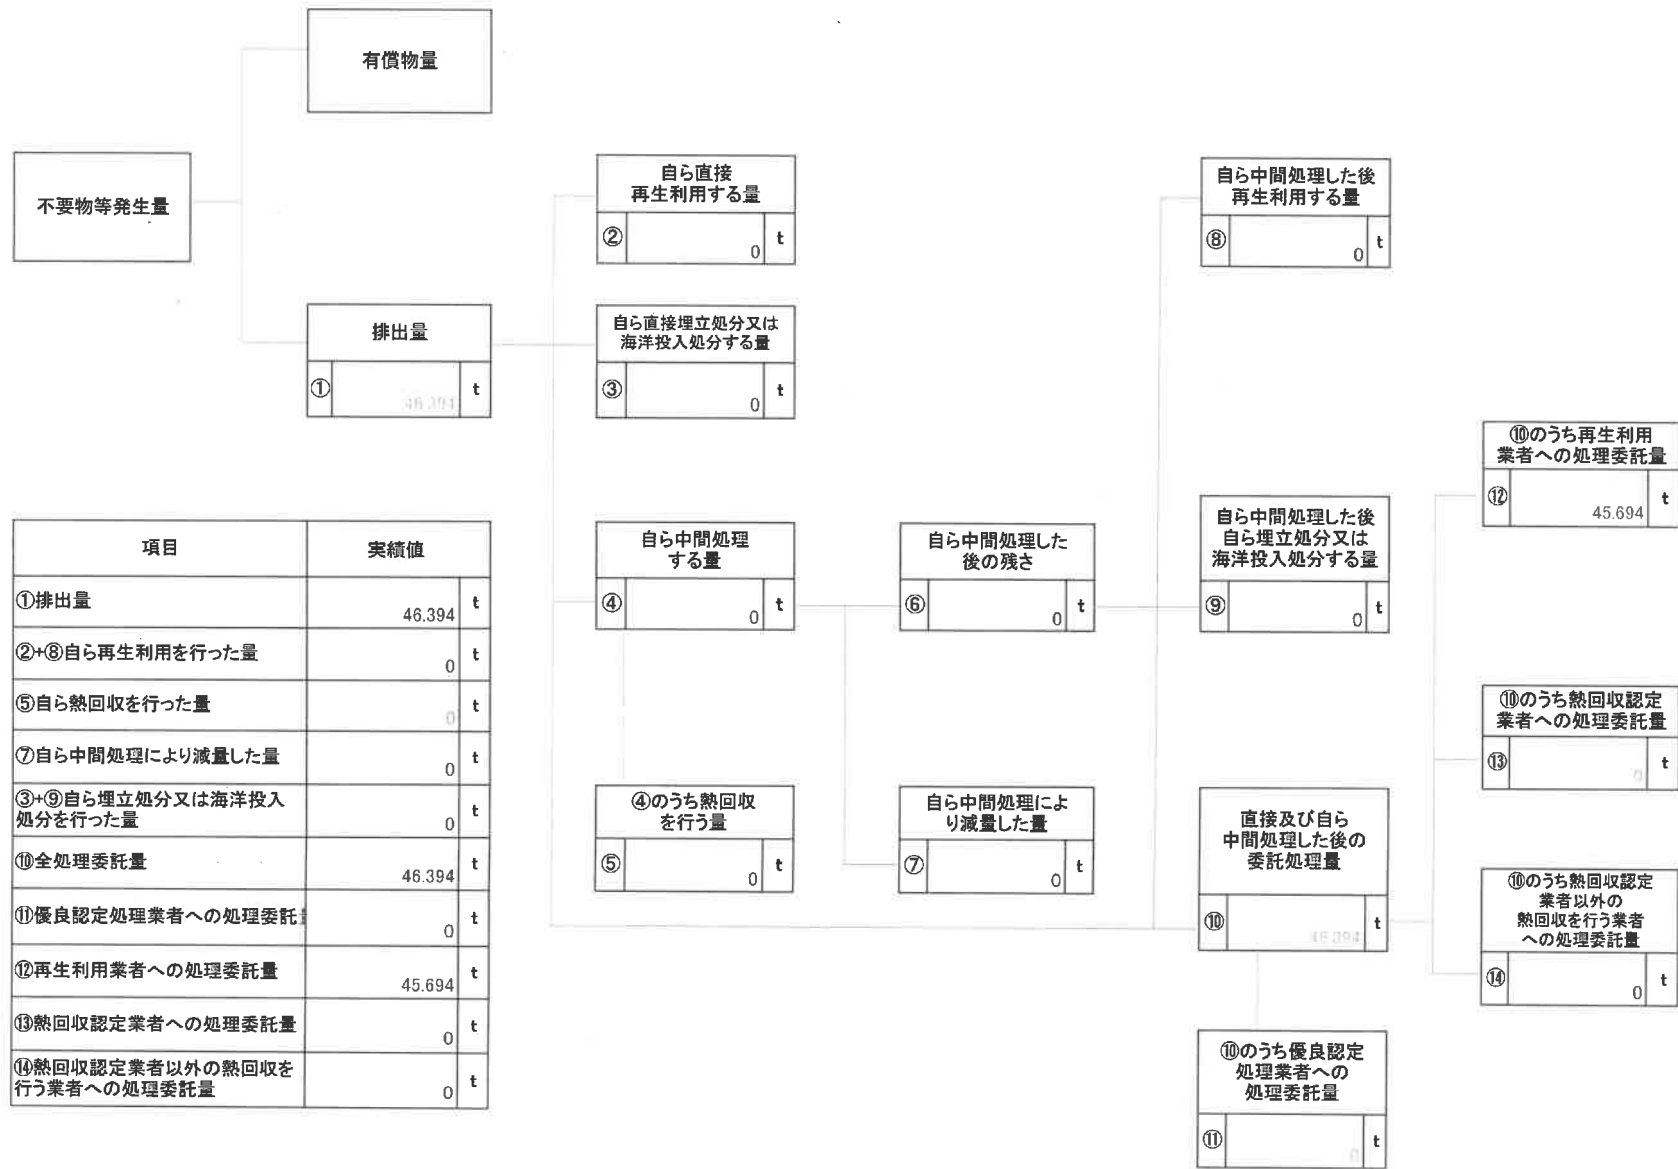 有償物量
不要物等発生量
排出量
① 46.394 t
自ら直接
再生利用する量
② 0 t
自ら直接埋立処分又は
海洋投入処分する量
③ 0 t
自ら中間処理
する量
④ 0 t
④のうち熱回収
を行う量
⑤ 0 t
自ら中間処理した
後の残さ
⑥ 0 t
自ら中間処理によ
り減量した量
⑦ 0 t
自ら中間処理した後
再生利用する量
⑧ 0 t
自ら中間処理した後
自ら埋立処分又は
海洋投入処分する量
⑨ 0 t
直接及び自ら
中間処理した後の
委託処理量
⑩ 46.394 t
⑩のうち優良認定
処理業者への
処理委託量
⑪ 0 t
⑩のうち再生利用
業者への処理委託量
⑫ 45.694 t
⑩のうち熱回収認定
業者への処理委託量
⑬ 0 t
⑩のうち熱回収認定
業者以外の
熱回収を行う業者
への処理委託量
⑭ 0 t
項目 実績値
①排出量 46.394 t
②+⑧自ら再生利用を行った量 0 t
⑤自ら熱回収を行った量 0 t
⑦自ら中間処理により減量した量 0 t
③+⑨自ら埋立処分又は海洋投入
処分を行った量 0 t
⑩全処理委託量 46.394 t
⑪優良認定処理業者への処理委託 0 t
⑫再生利用業者への処理委託量 45.694 t
⑬熱回収認定業者への処理委託量 0 t
⑭熱回収認定業者以外の熱回収を
行う業者への処理委託量 0 t